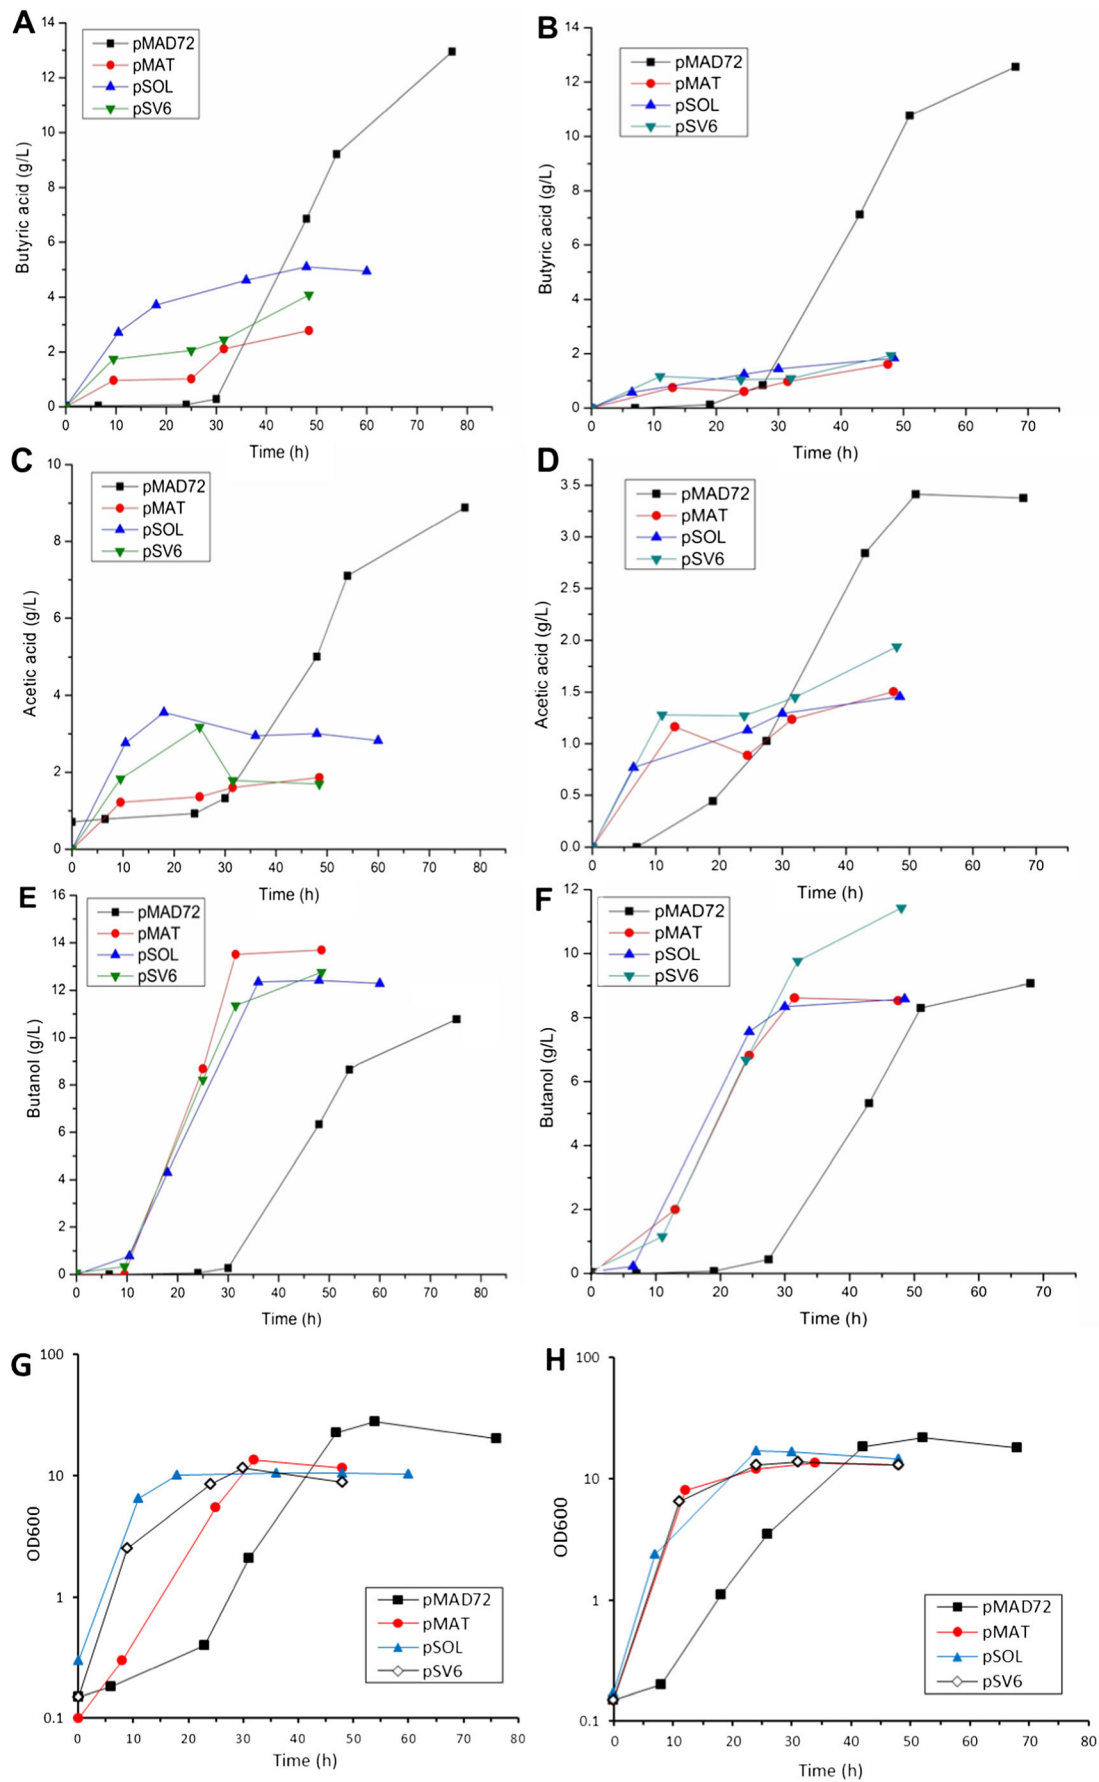 A
Butyric acid (g/L)
14
12
10
8
6
4
2
0
pMAD72
pMAT
pSOL
pSV6
0 10 20 30 40 50 60 70 80
Time (h)
B
Butyric acid (g/L)
14
12
10
8
6
4
2
0
pMAD72
pMAT
pSOL
pSV6
0 10 20 30 40 50 60 70
Time (h)
C
Acetic acid (g/L)
10
8
6
4
2
0
pMAD72
pMAT
pSOL
pSV6
0 10 20 30 40 50 60 70 80
Time (h)
D
Acetic acid (g/L)
3.5
3.0
2.5
2.0
1.5
1.0
0.5
0.0
pMAD72
pMAT
pSOL
pSV6
0 10 20 30 40 50 60 70
Time (h)
E
Butanol (g/L)
16
14
12
10
8
6
4
2
0
pMAD72
pMAT
pSOL
pSV6
0 10 20 30 40 50 60 70 80
Time (h)
F
Butanol (g/L)
12
10
8
6
4
2
0
pMAD72
pMAT
pSOL
pSV6
0 10 20 30 40 50 60 70
Time (h)
G
OD600
100
10
1
0.1
pMAD72
pMAT
pSOL
pSV6
0 10 20 30 40 50 60 70 80
Time (h)
H
OD600
100
10
1
0.1
pMAD72
pMAT
pSOL
pSV6
0 10 20 30 40 50 60 70 80
Time (h)